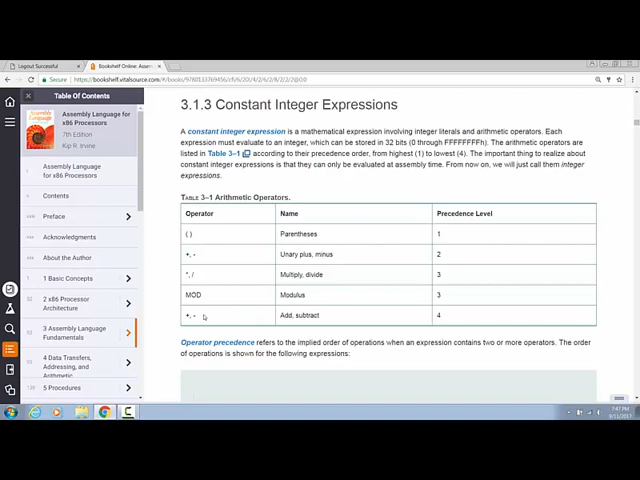 Logout Successful
Bookshelf Online: Assem
Secure
https://bookshelf.vitalsource.com/#/books/9780133769456/cfi/6/20!/4/2/6/2/8/2/2/2@0:0
Table Of Contents
Assembly Language for
x86 Processors
7th Edition
Kip R. Irvine
Assembly Language
for x86 Processors
Contents
Preface
Acknowledgments
About the Author
1 Basic Concepts
2 x86 Processor
Architecture
3 Assembly Language
Fundamentals
4 Data Transfers,
Addressing, and
Arithmetic
5 Procedures
3.1.3 Constant Integer Expressions
A constant integer expression is a mathematical expression involving integer literals and arithmetic operators. Each
expression must evaluate to an integer, which can be stored in 32 bits (0 through FFFFFFFFh). The arithmetic operators are
listed in Table 3–1 according to their precedence order, from highest (1) to lowest (4). The important thing to realize about
constant integer expressions is that they can only be evaluated at assembly time. From now on, we will just call them integer
expressions.
TABLE 3–1 Arithmetic Operators.
Operator Name Precedence Level
( ) Parentheses 1
+, - Unary plus, minus 2
*, / Multiply, divide 3
MOD Modulus 3
+, - Add, subtract 4
Operator precedence refers to the implied order of operations when an expression contains two or more operators. The order
of operations is shown for the following expressions:
7:47 PM
9/11/2017